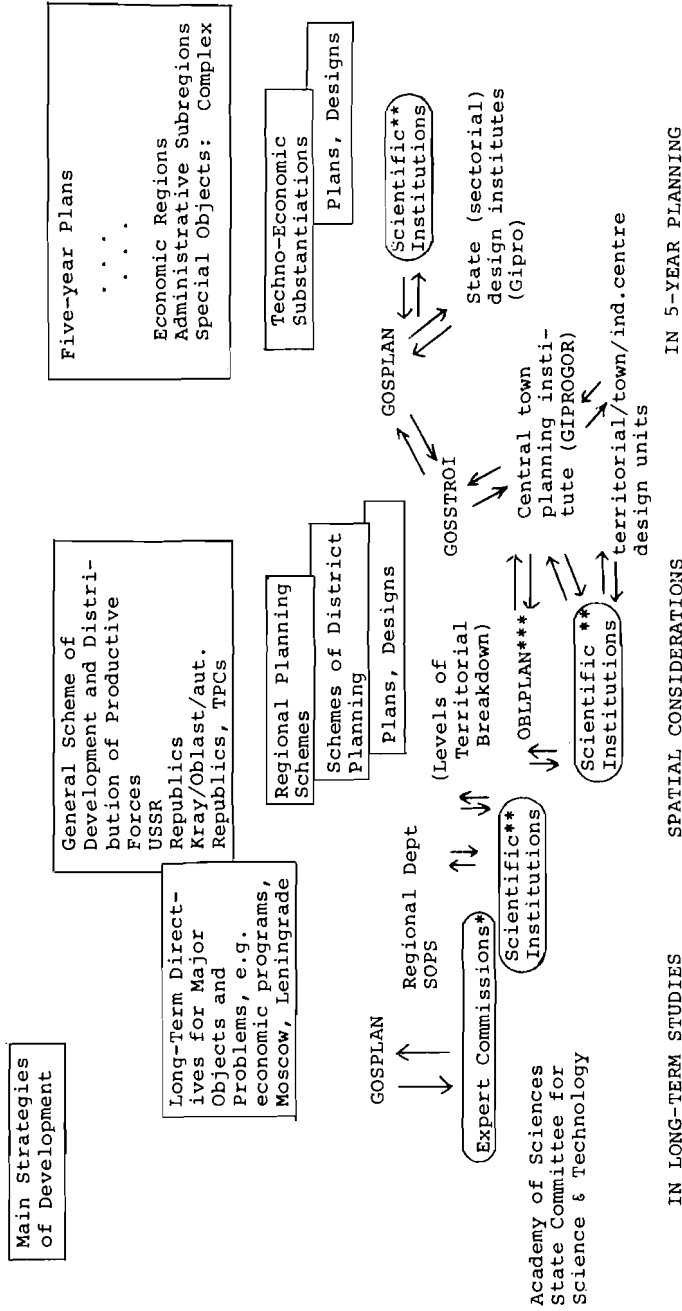 Main Strategies
of Development
Long-Term Direct-
ives for Major
Objects and
Problems, e.g.
economic programs,
Moscow, Leningrade
General Scheme of
Development and Distri-
bution of Productive
Forces
USSR
Republics
Kray/Oblast/aut.
Republics, TPCs
Five-year Plans
. . . .
. . . .
Economic Regions
Administrative Subregions
Special Objects: Complex
Regional Planning
Schemes
Schemes of District
Planning
Plans, Designs
Techno-Economic
Substantiations
Plans, Designs
GOSPLAN
Expert Commissions*
Academy of Sciences
State Committee for
Science & Technology
Regional Dept
SOPS
Scientific**
Institutions
(Levels of
Territorial
Breakdown)
OBLPLAN***
Scientific **
Institutions
GOSSTROI
Central town
planning insti-
tute (GIPROGOR)
territorial/town/ind.centre
design units
GOSPLAN
Scientific**
Institutions
State (sectorial)
design institutes
(Gipro)
IN LONG-TERM STUDIES
SPATIAL CONSIDERATIONS
IN 5-YEAR PLANNING